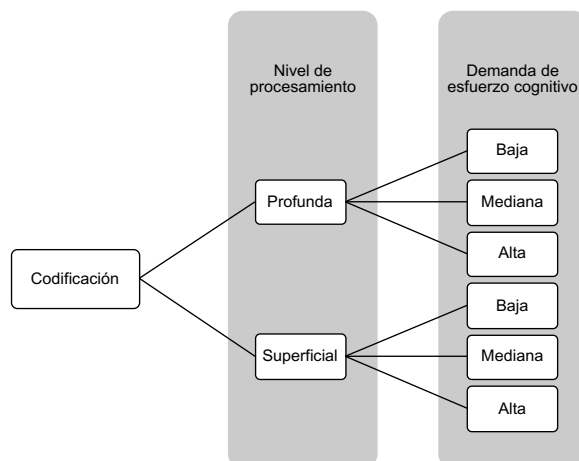 Nivel de
procesamiento
Demanda de
esfuerzo cognitivo
Codificación
Profunda
Baja
Mediana
Alta
Superficial
Baja
Mediana
Alta